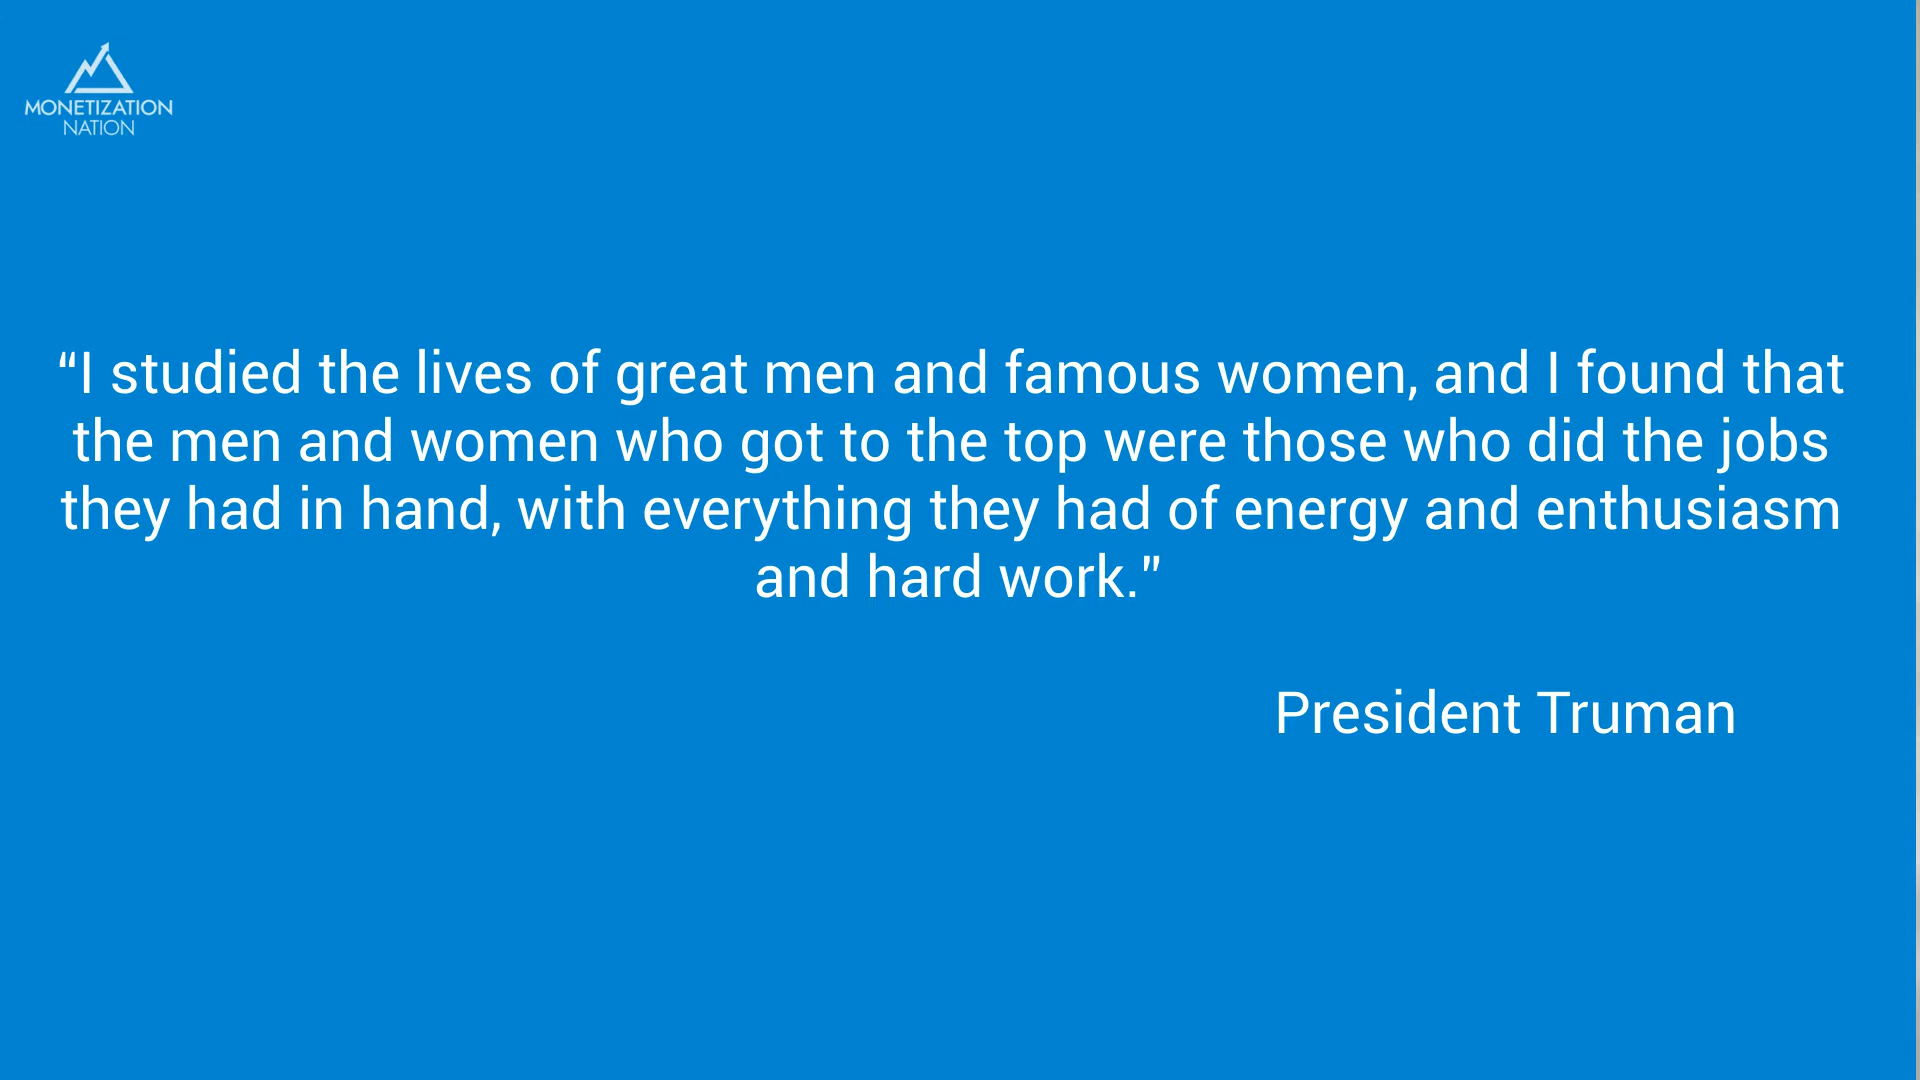 MONETIZATION
NATION
“I studied the lives of great men and famous women, and I found that
the men and women who got to the top were those who did the jobs
they had in hand, with everything they had of energy and enthusiasm
and hard work.”
President Truman